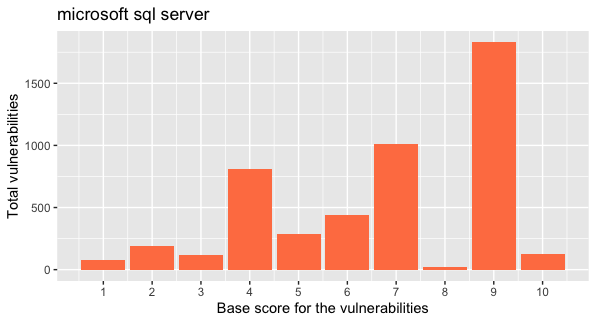 microsoft sql server
Total vulnerabilities
1500
1000
500
0
1 2 3 4 5 6 7 8 9 10
Base score for the vulnerabilities